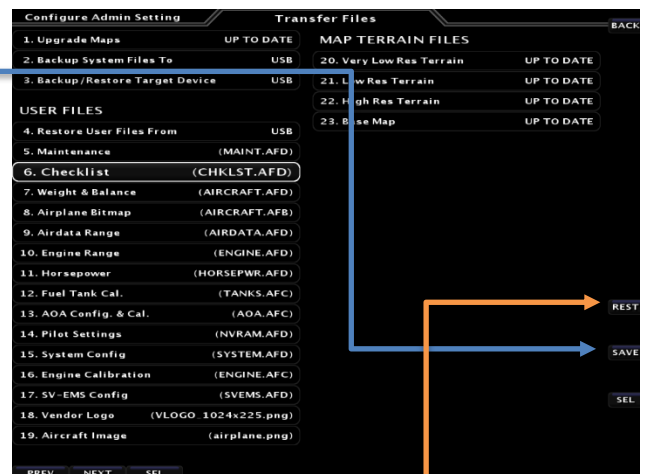 Configure Admin Setting
Transfer Files
BACK
1. Upgrade Maps UP TO DATE
2. Backup System Files To USB
3. Backup/Restore Target Device USB
USER FILES
4. Restore User Files From USB
5. Maintenance (MAINT.AFD)
6. Checklist (CHKLST.AFD)
7. Weight & Balance (AIRCRAFT.AFD)
8. Airplane Bitmap (AIRCRAFT.AFB)
9. Airdata Range (AIRDATA.AFD)
10. Engine Range (ENGINE.AFD)
11. Horsepower (HORSEPWR.AFD)
12. Fuel Tank Cal. (TANKS.AFC)
13. AOA Config. & Cal. (AOA.AFC)
14. Pilot Settings (NVRAM.AFD)
15. System Config (SYSTEM.AFD)
16. Engine Calibration (ENGINE.AFC)
17. SV-EMS Config (SVEMS.AFD)
18. Vendor Logo (VLOGO_1024x225.png)
19. Aircraft Image (airplane.png)
MAP TERRAIN FILES
20. Very Low Res Terrain UP TO DATE
21. Low Res Terrain UP TO DATE
22. High Res Terrain UP TO DATE
23. Base Map UP TO DATE
REST
SAVE
SEL
PREV NEXT SEL